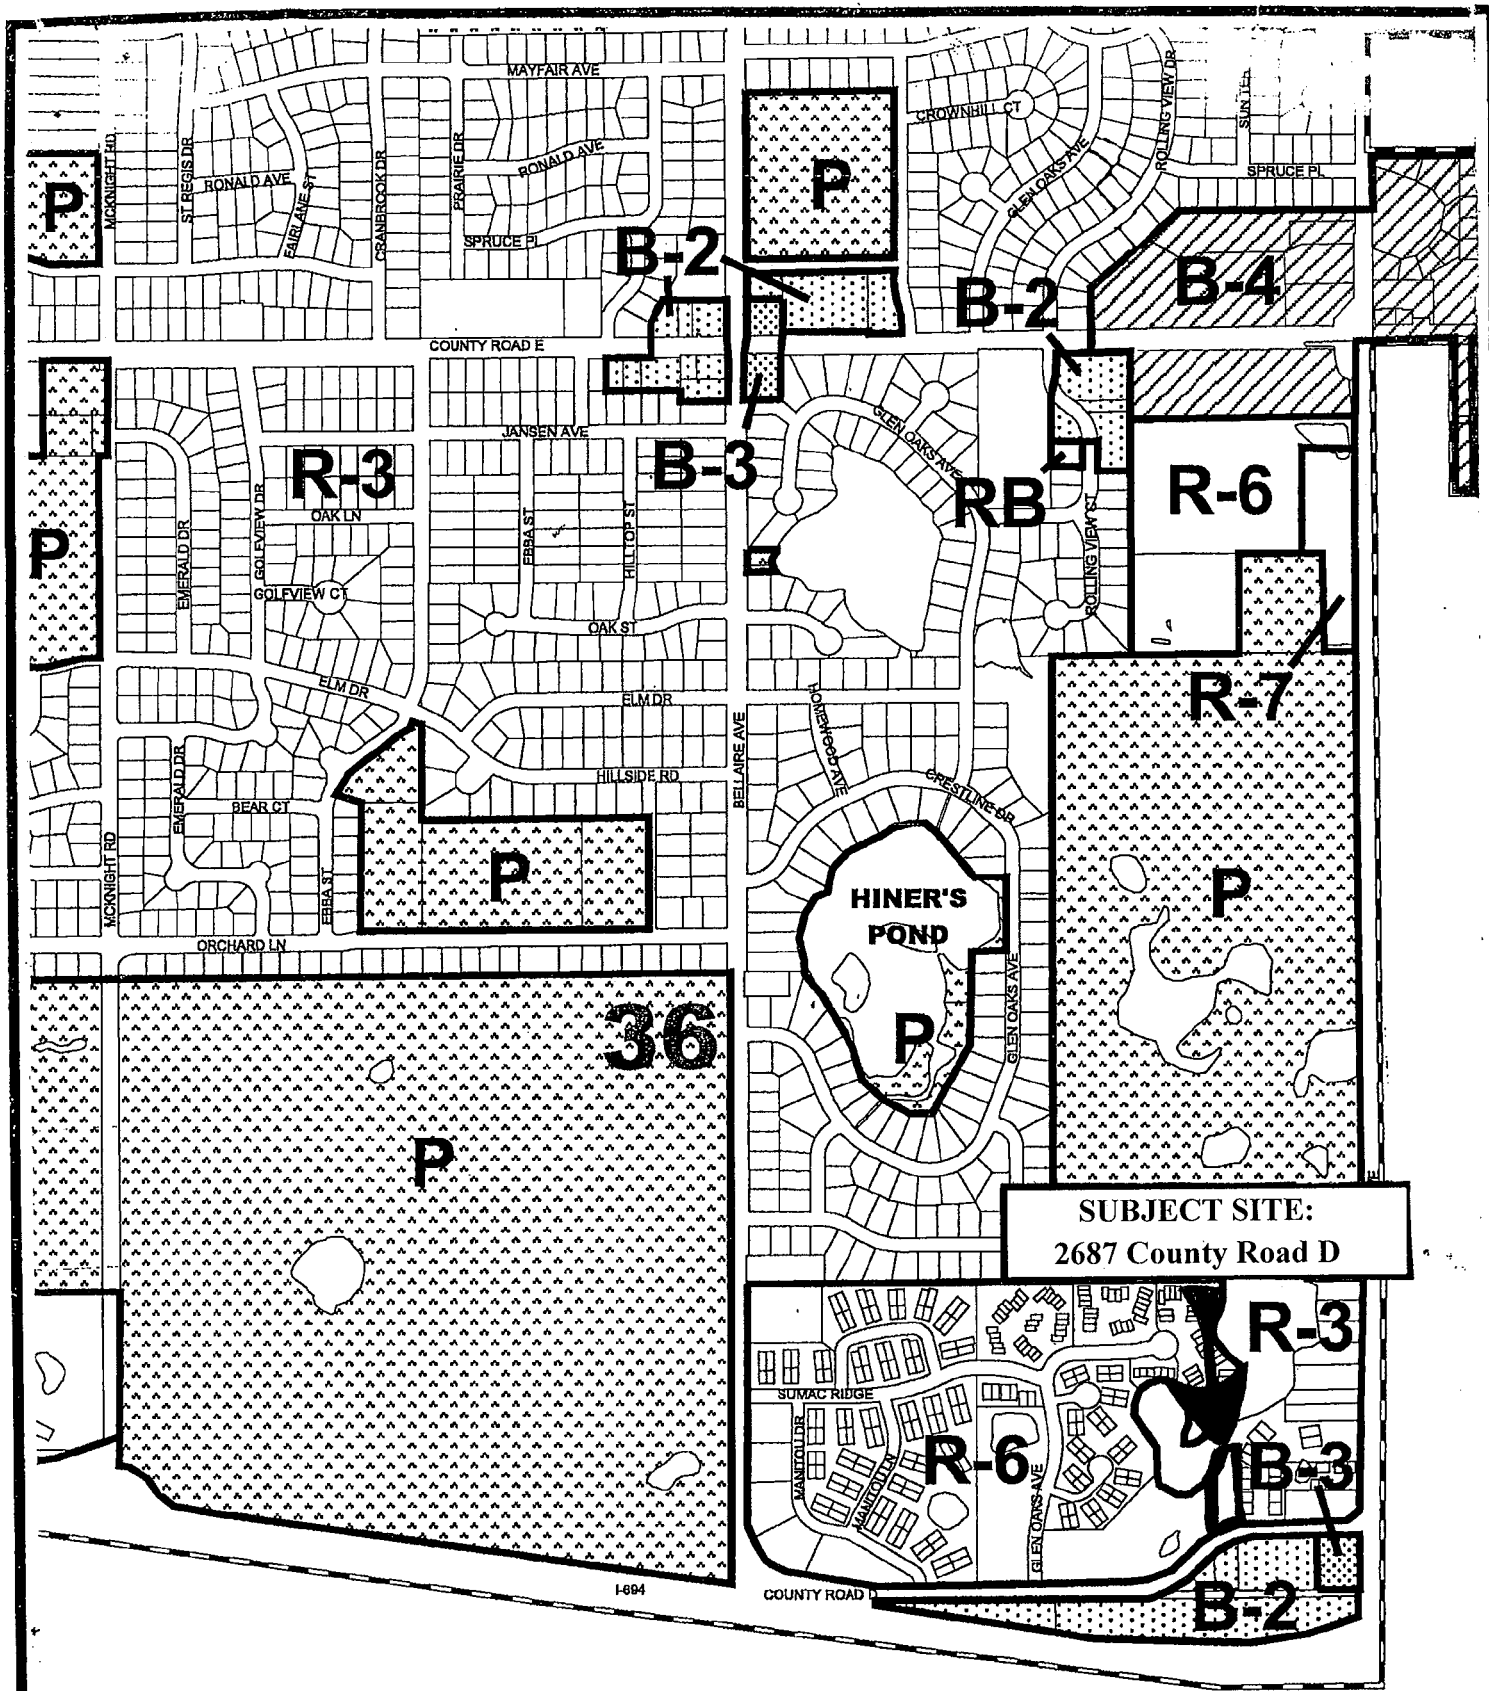 MAYFAIR AVE
CROWNHILL CT
ROLLING VIEW DR
SUN TER
MCKNIGHT RD
ST REGIS DR
RONALD AVE
FAIRLANE ST
CRANBROOK DR
PRAIRIE DR
RONALD AVE
P
P
GLEN OAKS AVE
SPRUCE PL
SPRUCE PL
B-2
B-2
B-4
COUNTY ROAD E
GLEN OAKS AVE
JANSEN AVE
R-3
B-3
RB
R-6
OAK LN
P
EMERALD DR
GOLFVIEW DR
EBBA ST
HILLTOP ST
ROLLING VIEW CT
GOLFVIEW CT
OAK ST
ELM DR
ELM DR
R-7
BELLAIRE AVE
HOMEWOOD AVE
HILLSIDE RD
CRESTLINE DR
EMERALD DR
BEAR CT
MCKNIGHT RD
EBBA ST
P
HINER'S
POND
P
ORCHARD LN
GLEN OAKS AVE
36
P
P
SUBJECT SITE:
2687 County Road D
R-3
SUMAC RIDGE
MANITOU DR
MANITOU LN
R-6
GLEN OAKS AVE
B-3
I-694
COUNTY ROAD D
B-2